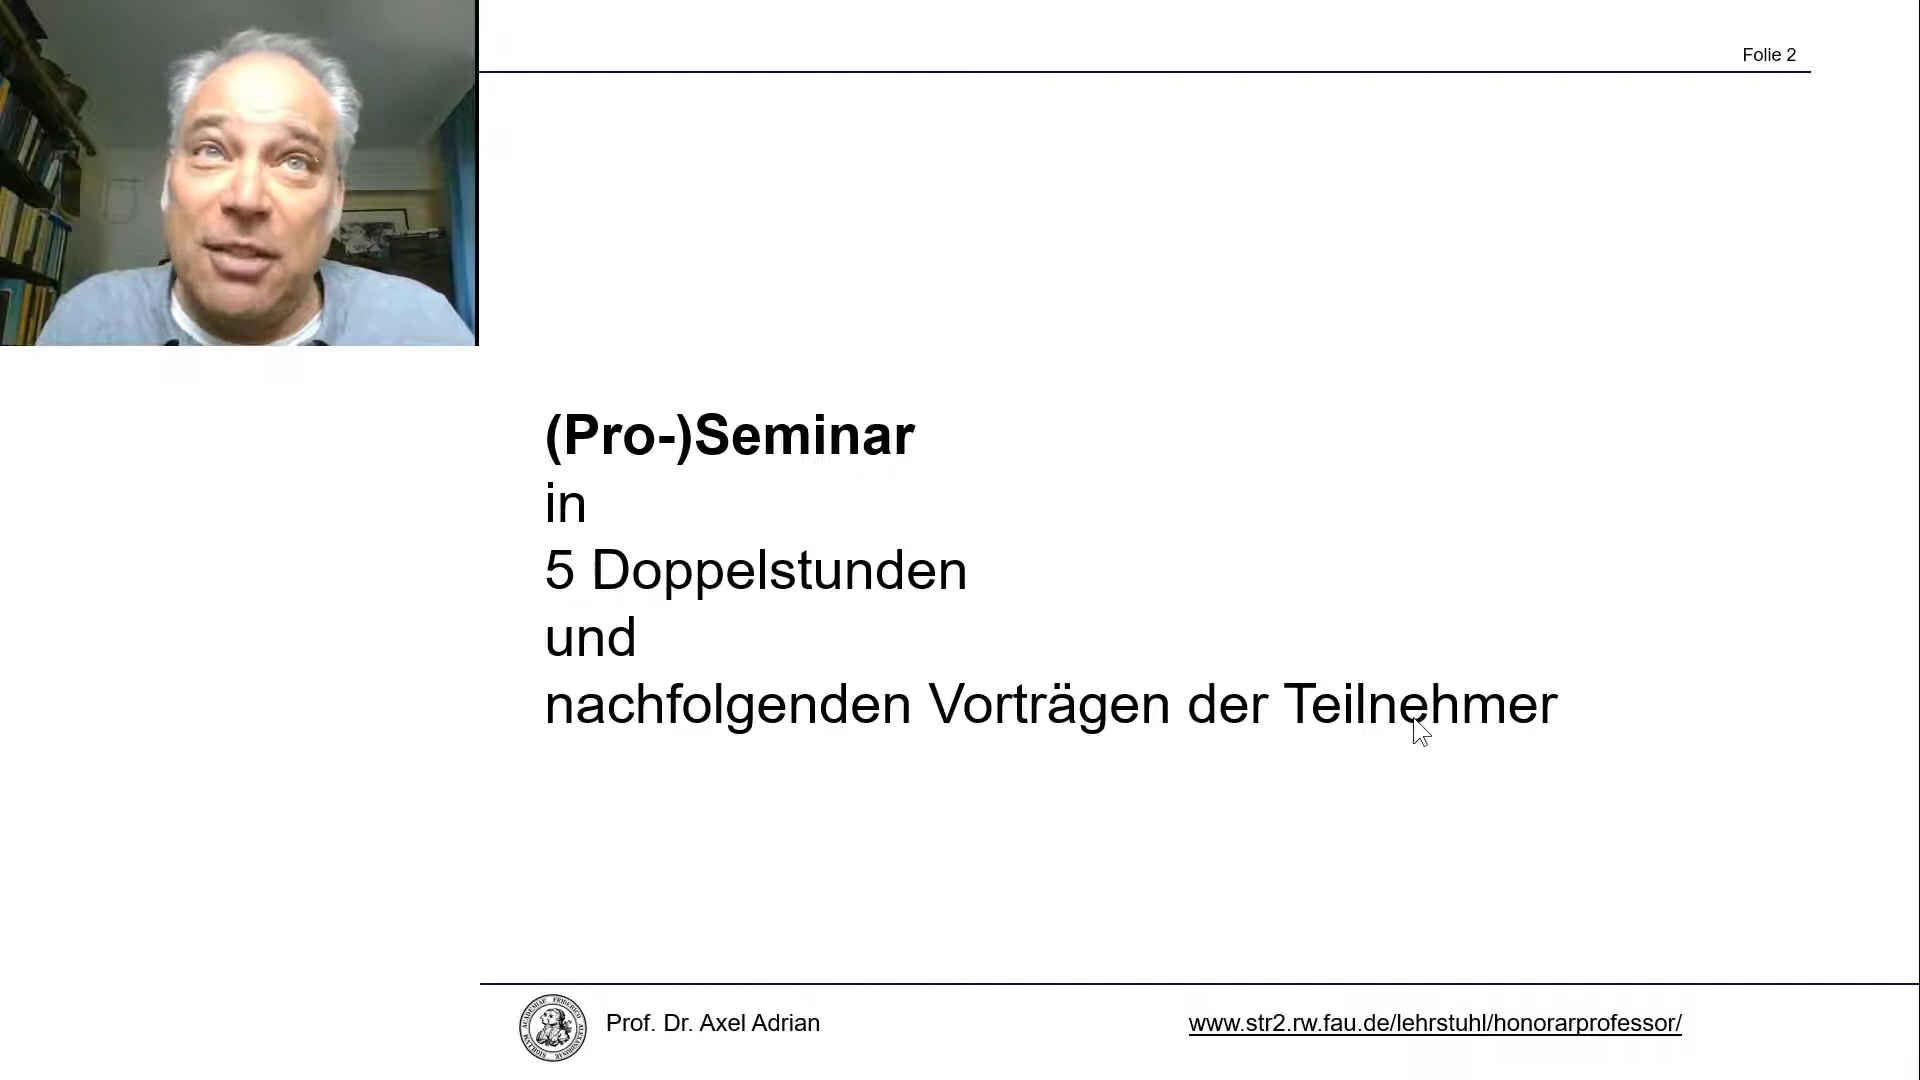 Folie 2
(Pro-)Seminar
in
5 Doppelstunden
und
nachfolgenden Vorträgen der Teilnehmer
Prof. Dr. Axel Adrian
www.str2.rw.fau.de/lehrstuhl/honorarprofessor/